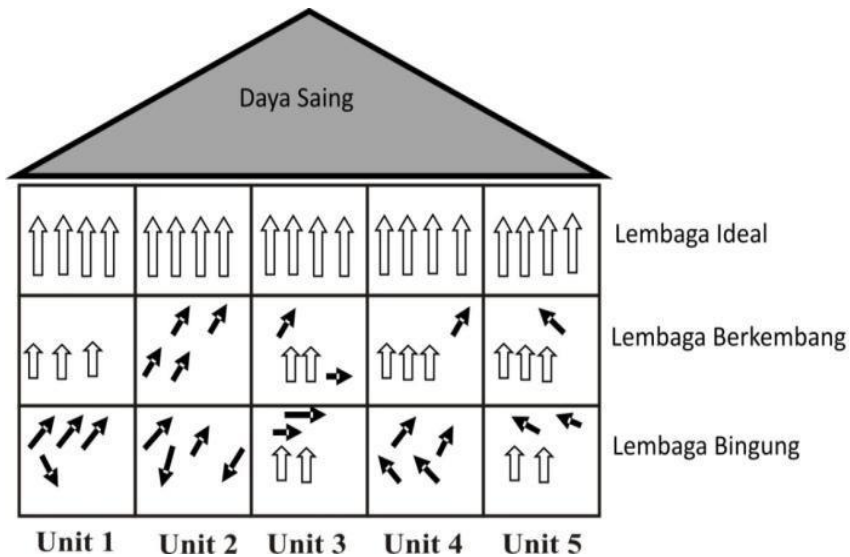 Daya Saing
Lembaga Ideal
Lembaga Berkembang
Lembaga Bingung
Unit 1 Unit 2 Unit 3 Unit 4 Unit 5